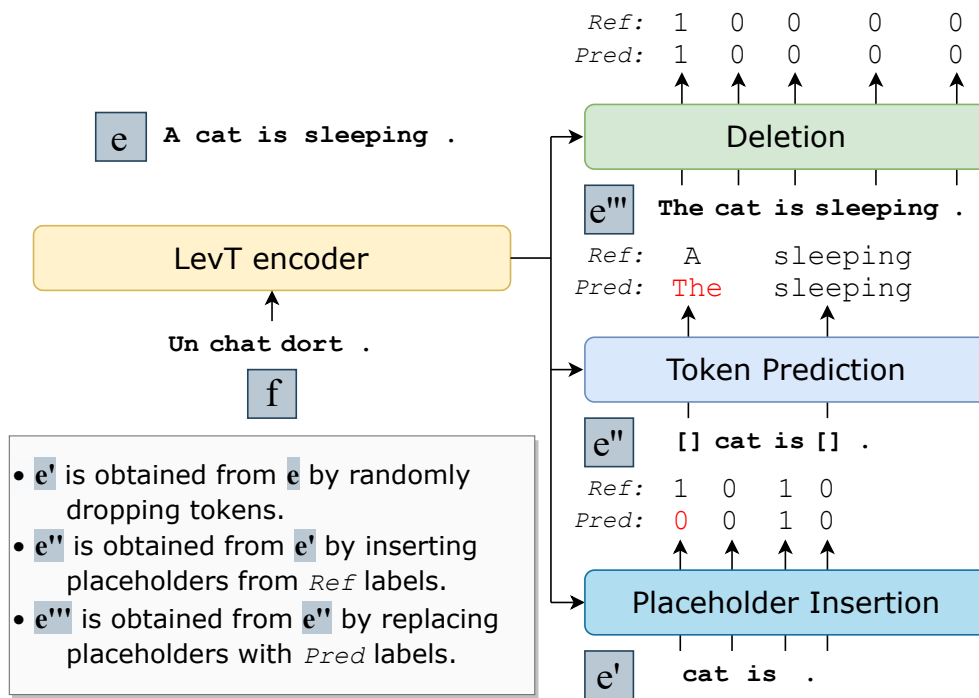 Ref: 1 0 0 0 0
Pred: 1 0 0 0 0
Deletion
e A cat is sleeping .
e''' The cat is sleeping .
LevT encoder
Ref: A sleeping
Pred: The sleeping
Un chat dort .
f
Token Prediction
e'' [] cat is [] .
• e' is obtained from e by randomly
dropping tokens.
• e'' is obtained from e' by inserting
placeholders from Ref labels.
• e''' is obtained from e'' by replacing
placeholders with Pred labels.
Ref: 1 0 1 0
Pred: 0 0 1 0
Placeholder Insertion
e' cat is .